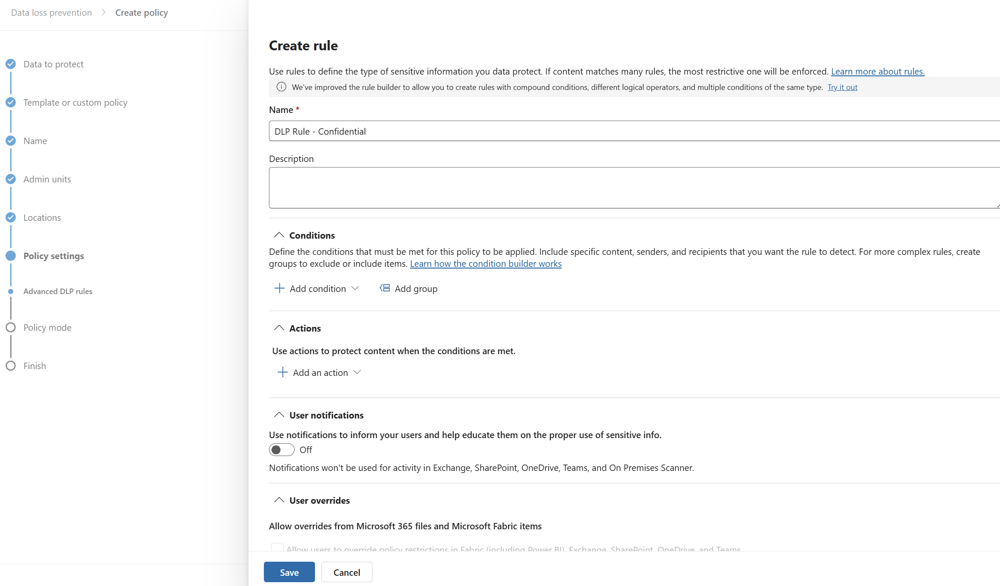 Data loss prevention > Create policy
Data to protect
Template or custom policy
Name
Admin units
Locations
Policy settings
Advanced DLP rules
Policy mode
Finish
Create rule
Use rules to define the type of sensitive information you data protect. If content matches many rules, the most restrictive one will be enforced. Learn more about rules.
We've improved the rule builder to allow you to create rules with compound conditions, different logical operators, and multiple conditions of the same type. Try it out
Name *
DLP Rule - Confidential
Description
Conditions
Define the conditions that must be met for this policy to be applied. Include specific content, senders, and recipients that you want the rule to detect. For more complex rules, create
groups to exclude or include items. Learn how the condition builder works
Add condition Add group
Actions
Use actions to protect content when the conditions are met.
Add an action
User notifications
Use notifications to inform your users and help educate them on the proper use of sensitive info.
Off
Notifications won't be used for activity in Exchange, SharePoint, OneDrive, Teams, and On Premises Scanner.
User overrides
Allow overrides from Microsoft 365 files and Microsoft Fabric items
Allow users to override policy restrictions in Fabric (including Power BI), Exchange, SharePoint, OneDrive, and Teams
Save Cancel